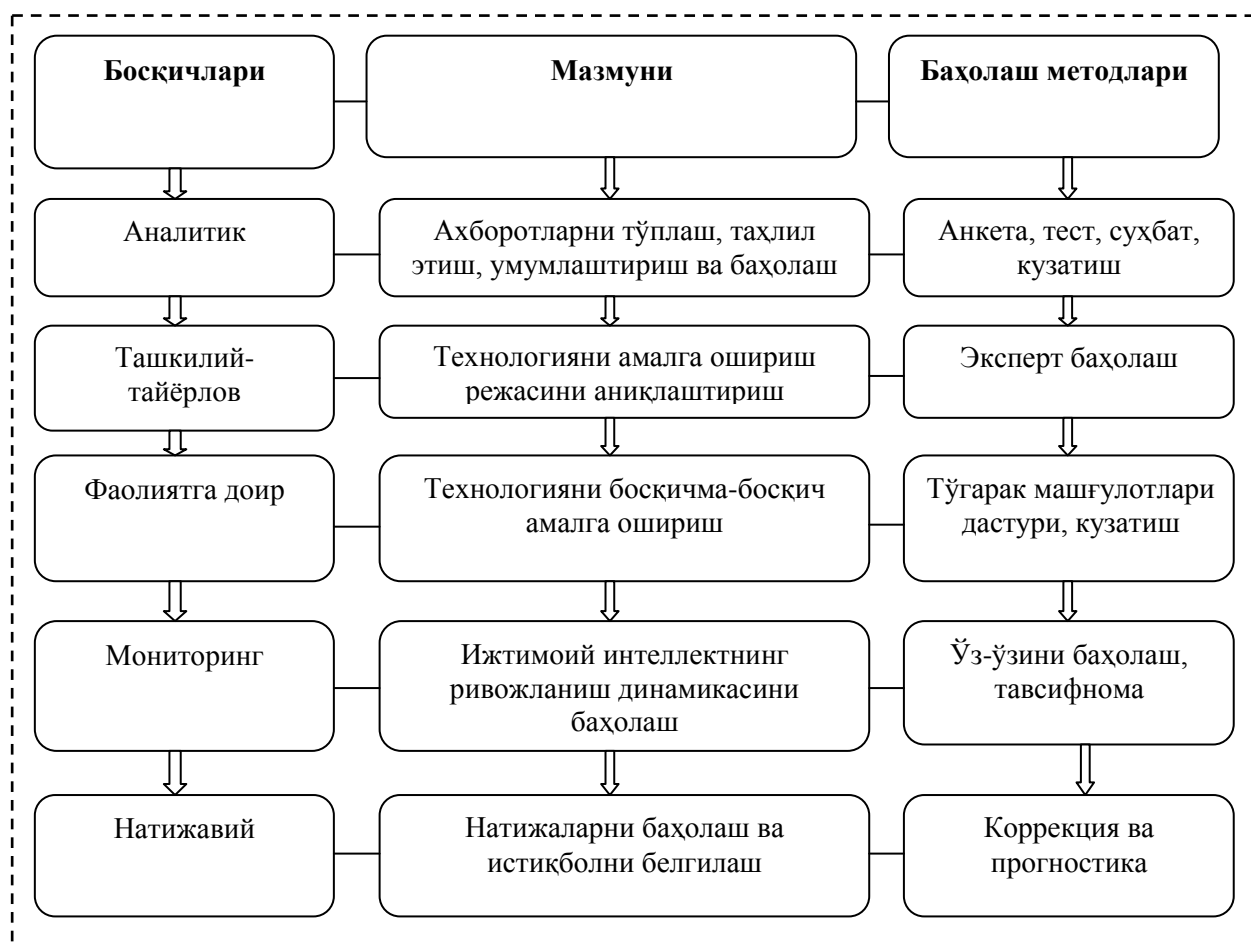 Босқичлари
Мазмуни
Баҳолаш методлари
Аналитик
Ахборотларни тўплаш, таҳлил
этиш, умумлаштириш ва баҳолаш
Анкета, тест, суҳбат,
кузатиш
Ташкилий-
тайёрлов
Технологияни амалга ошириш
режасини аниқлаштириш
Эксперт баҳолаш
Фаолиятга доир
Технологияни босқичма-босқич
амалга ошириш
Тўгарак машғулотлари
дастури, кузатиш
Мониторинг
Ижтимоий интеллектнинг
ривожланиш динамикасини
баҳолаш
Ўз-ўзини баҳолаш,
тавсифнома
Натижавий
Натижаларни баҳолаш ва
истиқболни белгилаш
Коррекция ва
прогностика